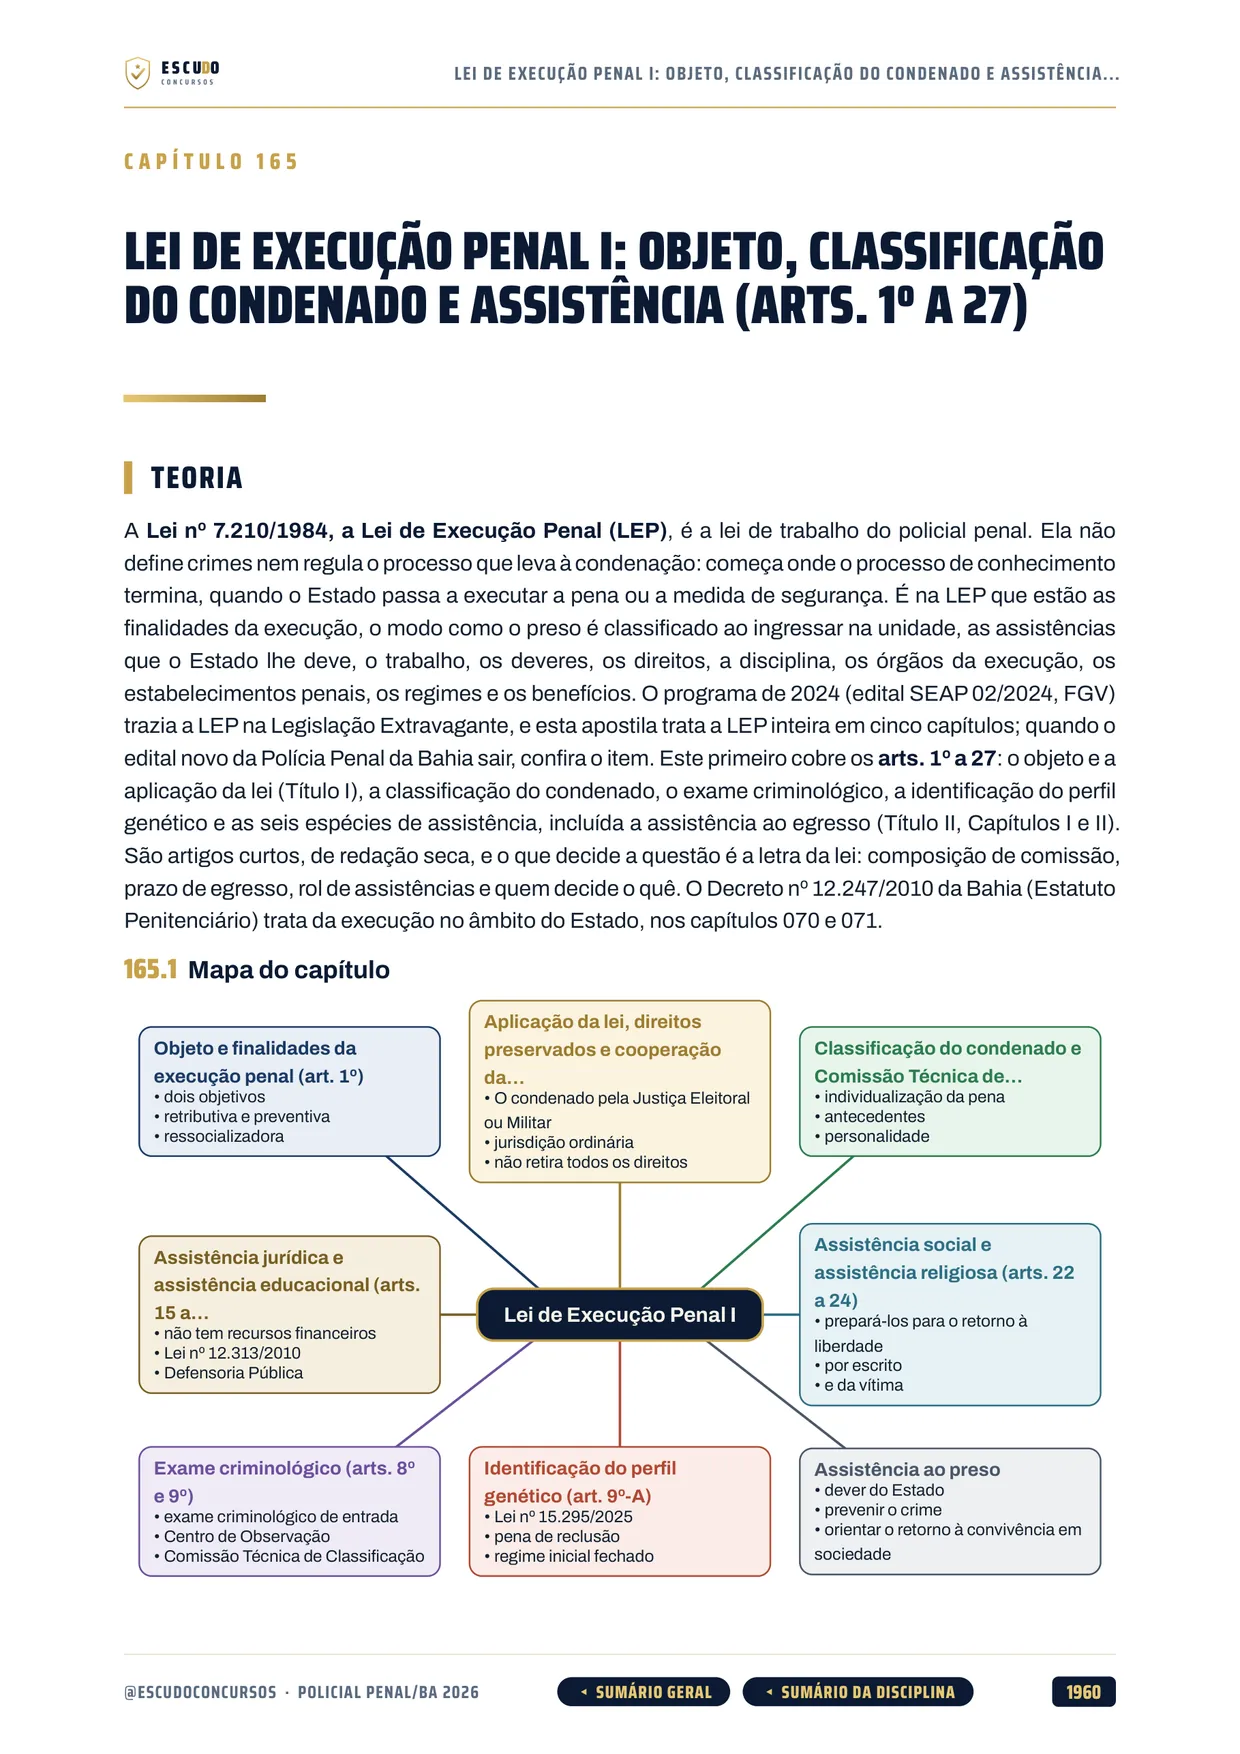 ESCUDO
CONCURSOS
LEI DE EXECUÇÃO PENAL I: OBJETO, CLASSIFICAÇÃO DO CONDENADO E ASSISTÊNCIA...
CAPÍTULO 165
LEI DE EXECUÇÃO PENAL I: OBJETO, CLASSIFICAÇÃO
DO CONDENADO E ASSISTÊNCIA (ARTS. 1º A 27)
TEORIA
A Lei nº 7.210/1984, a Lei de Execução Penal (LEP), é a lei de trabalho do policial penal. Ela não
define crimes nem regula o processo que leva à condenação: começa onde o processo de conhecimento
termina, quando o Estado passa a executar a pena ou a medida de segurança. É na LEP que estão as
finalidades da execução, o modo como o preso é classificado ao ingressar na unidade, as assistências
que o Estado lhe deve, o trabalho, os deveres, os direitos, a disciplina, os órgãos da execução, os
estabelecimentos penais, os regimes e os benefícios. O programa de 2024 (edital SEAP 02/2024, FGV)
trazia a LEP na Legislação Extravagante, e esta apostila trata a LEP inteira em cinco capítulos; quando o
edital novo da Polícia Penal da Bahia sair, confira o item. Este primeiro cobre os arts. 1º a 27: o objeto e a
aplicação da lei (Título I), a classificação do condenado, o exame criminológico, a identificação do perfil
genético e as seis espécies de assistência, incluída a assistência ao egresso (Título II, Capítulos I e II).
São artigos curtos, de redação seca, e o que decide a questão é a letra da lei: composição de comissão,
prazo de egresso, rol de assistências e quem decide o quê. O Decreto nº 12.247/2010 da Bahia (Estatuto
Penitenciário) trata da execução no âmbito do Estado, nos capítulos 070 e 071.
165.1 Mapa do capítulo
Objeto e finalidades da
execução penal (art. 1º)
• dois objetivos
• retributiva e preventiva
• ressocializadora
Aplicação da lei, direitos
preservados e cooperação
da...
• O condenado pela Justiça Eleitoral
ou Militar
• jurisdição ordinária
• não retira todos os direitos
Classificação do condenado e
Comissão Técnica de...
• individualização da pena
• antecedentes
• personalidade
Assistência jurídica e
assistência educacional (arts.
15 a...
• não tem recursos financeiros
• Lei nº 12.313/2010
• Defensoria Pública
Lei de Execução Penal I
Assistência social e
assistência religiosa (arts. 22
a 24)
• prepará-los para o retorno à
liberdade
• por escrito
• e da vítima
Exame criminológico (arts. 8º
e 9º)
• exame criminológico de entrada
• Centro de Observação
• Comissão Técnica de Classificação
Identificação do perfil
genético (art. 9º-A)
• Lei nº 15.295/2025
• pena de reclusão
• regime inicial fechado
Assistência ao preso
• dever do Estado
• prevenir o crime
• orientar o retorno à convivência em
sociedade
@ESCUDOCONCURSOS · POLICIAL PENAL/BA 2026
SUMÁRIO GERAL
SUMÁRIO DA DISCIPLINA
1960